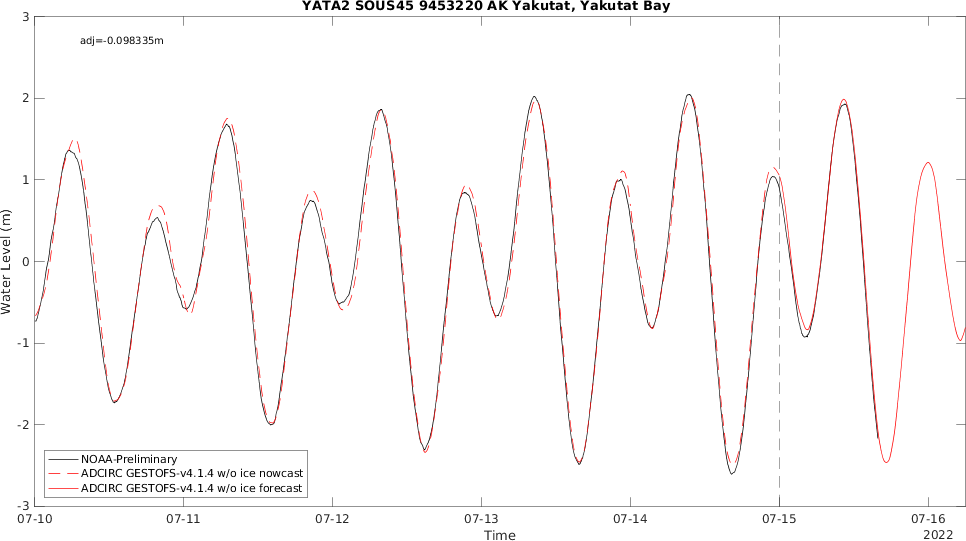 YATA2 SOUS45 9453220 AK Yakutat, Yakutat Bay
adj=-0.098335m
3
2
1
0
-1
-2
-3
Water Level (m)
NOAA-Preliminary
ADCIRC GESTOFS-v4.1.4 w/o ice nowcast
ADCIRC GESTOFS-v4.1.4 w/o ice forecast
07-10 07-11 07-12 07-13 07-14 07-15 07-16
Time
2022